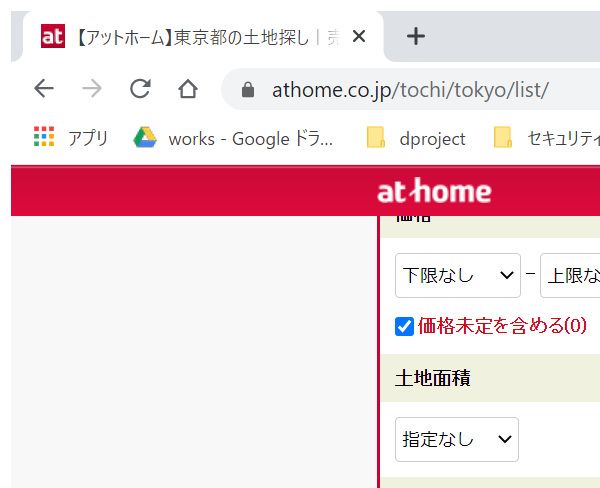 at 【アットホーム】東京都の土地探し｜売
athome.co.jp/tochi/tokyo/list/
アプリ works - Google ドラ... dproject セキュリティ
at home
価格
下限なし - 上限な
価格未定を含める(0)
土地面積
指定なし